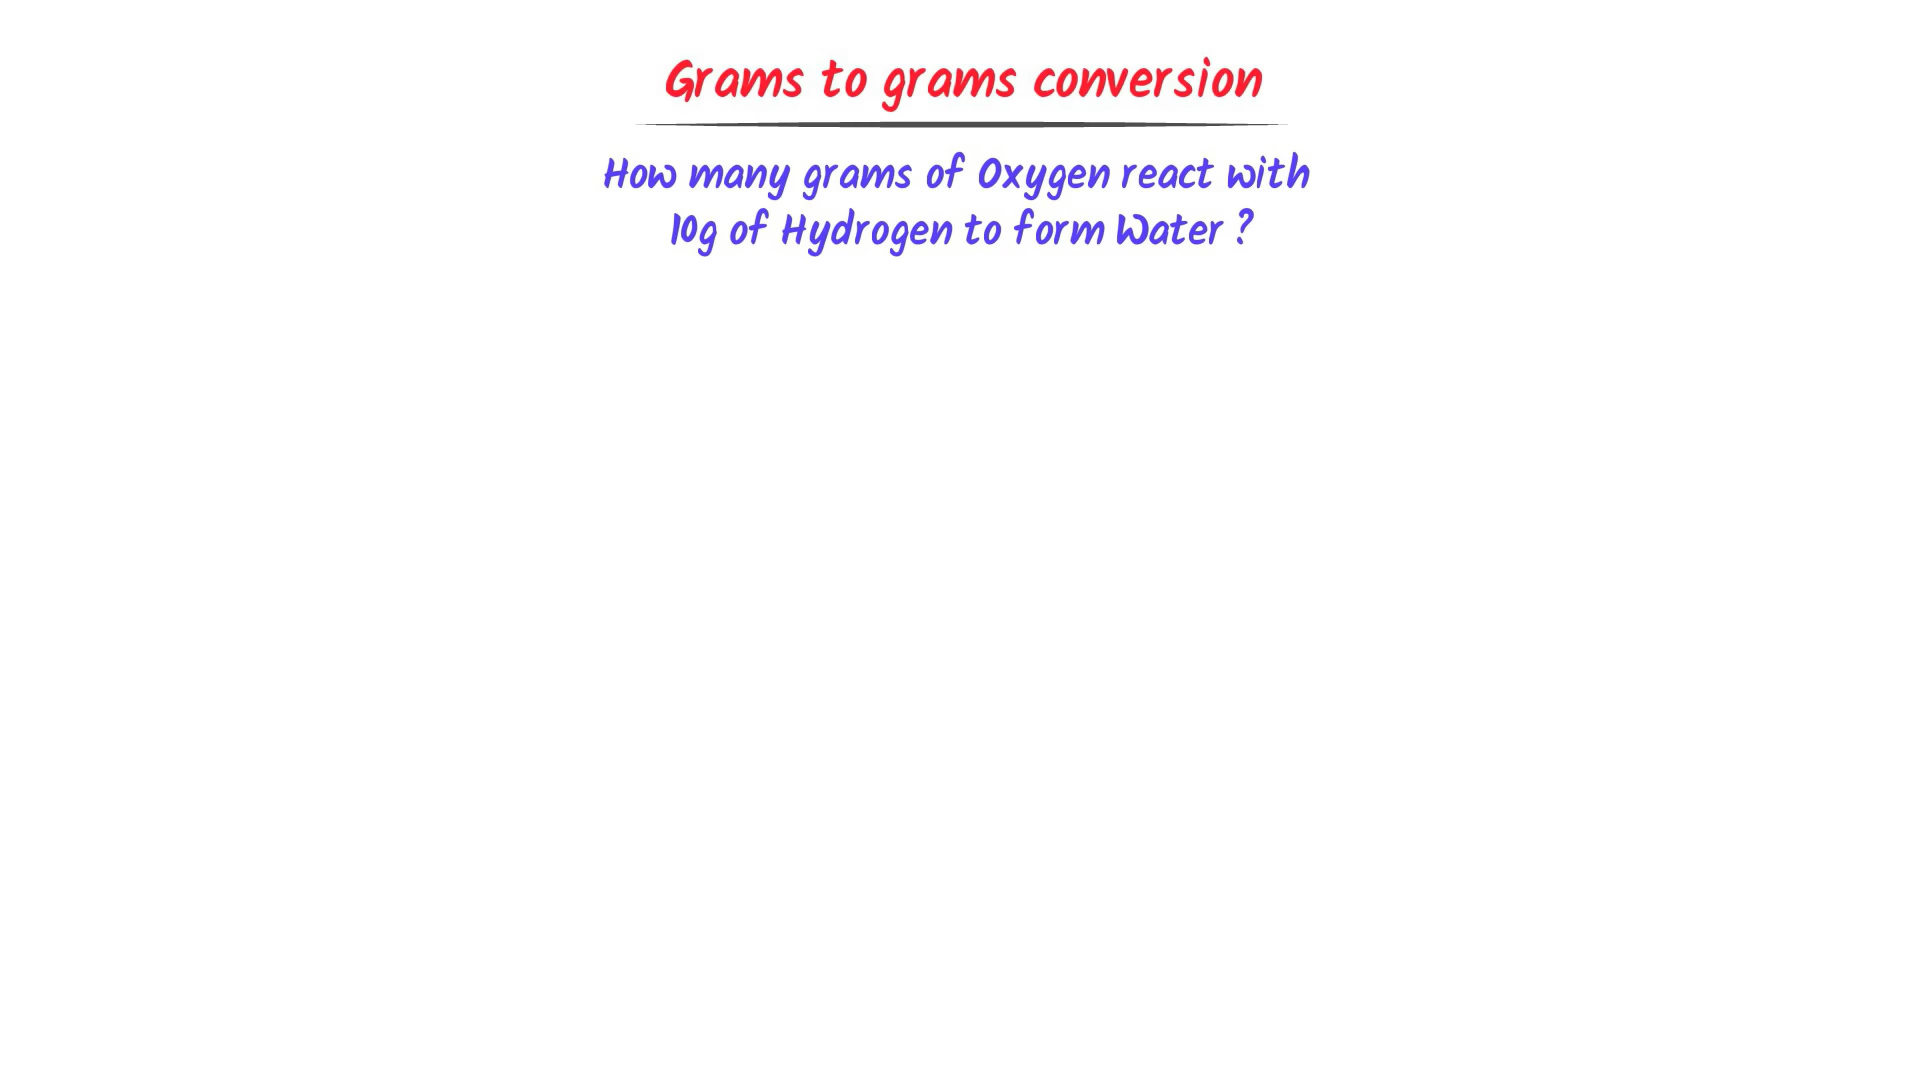 Grams to grams conversion
How many grams of Oxygen react with
10g of Hydrogen to form Water ?